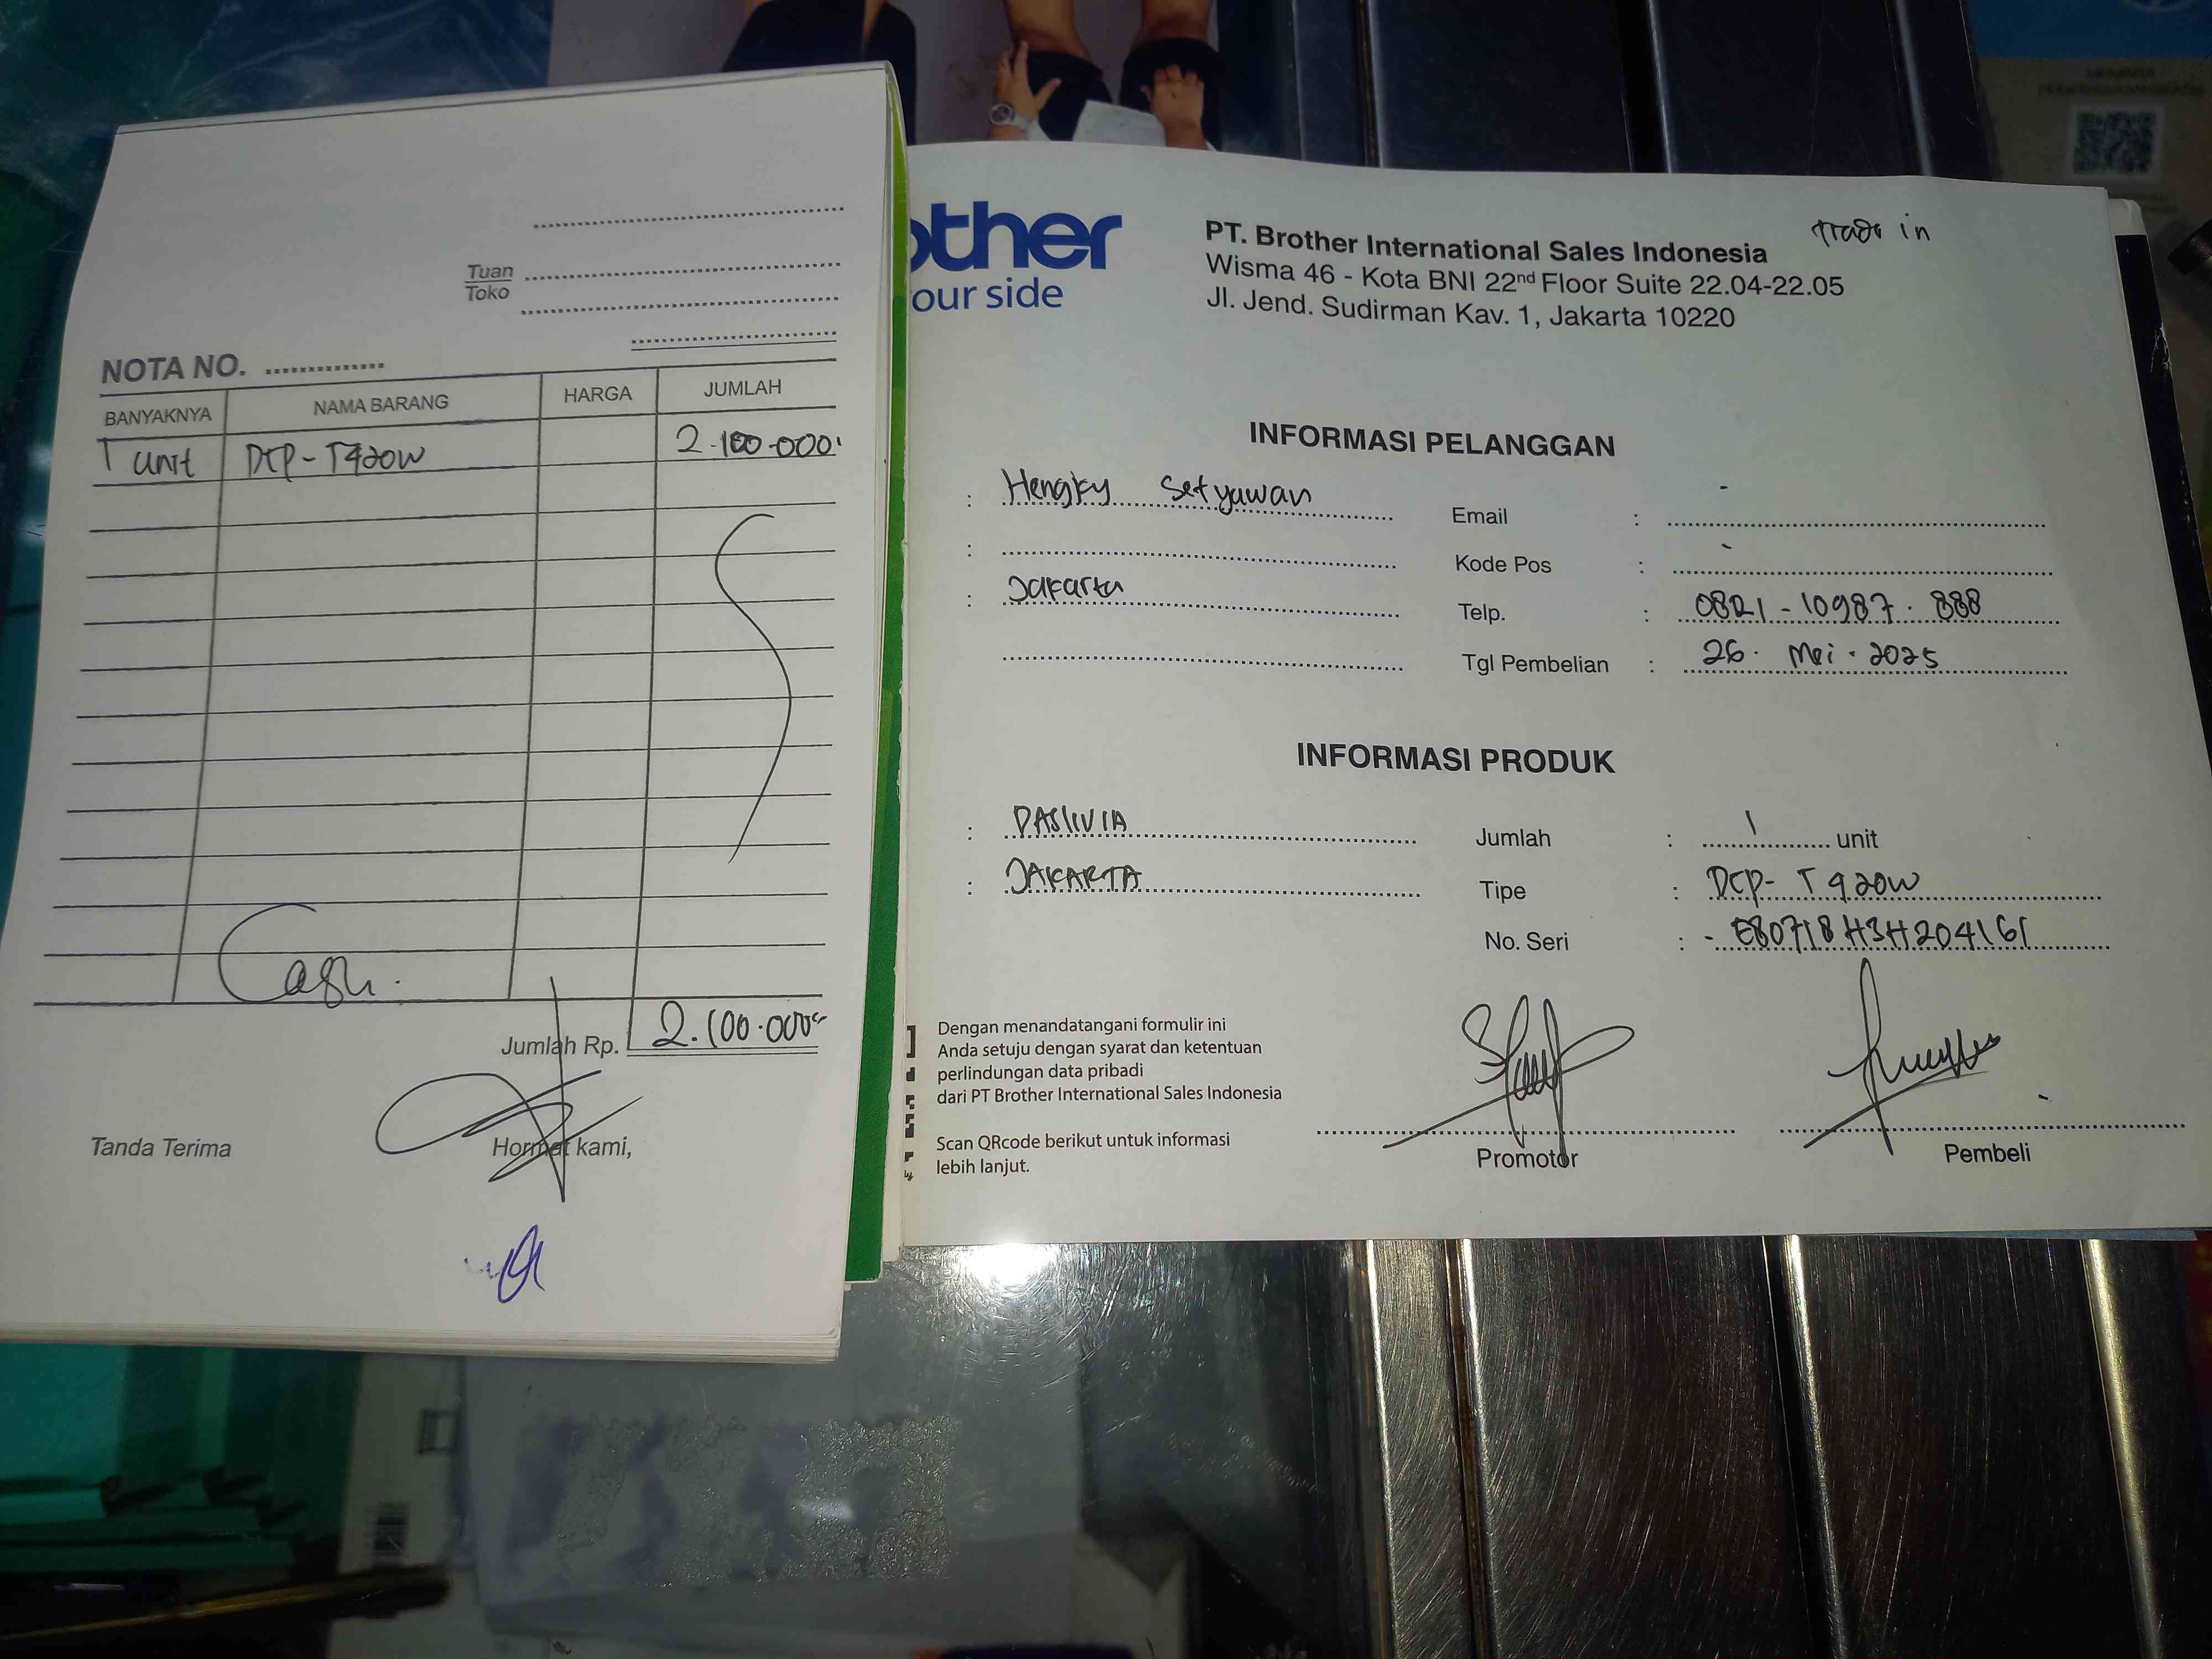 Tuan
Toko
NOTA NO.
BANYAKNYA NAMA BARANG HARGA JUMLAH
1 unit DCP-T420W 2.100.000
Cash.
Jumlah Rp. 2.100.000
Tanda Terima Hormat kami,
other
our side
PT. Brother International Sales Indonesia
Wisma 46 - Kota BNI 22nd Floor Suite 22.04-22.05
Jl. Jend. Sudirman Kav. 1, Jakarta 10220
Trade in
INFORMASI PELANGGAN
: Hengky Setyawan Email : -
: Kode Pos : -
: Jakarta Telp. : 0821-10987.888
Tgl Pembelian : 26. Mei. 2025
INFORMASI PRODUK
: Jumlah : 1 unit
: JAKARTA Tipe : DCP-T420W
No. Seri : - E80718H3H204161
Dengan menandatangani formulir ini
Anda setuju dengan syarat dan ketentuan
perlindungan data pribadi
dari PT Brother International Sales Indonesia
Scan QRcode berikut untuk informasi
lebih lanjut.
Promotor
Pembeli